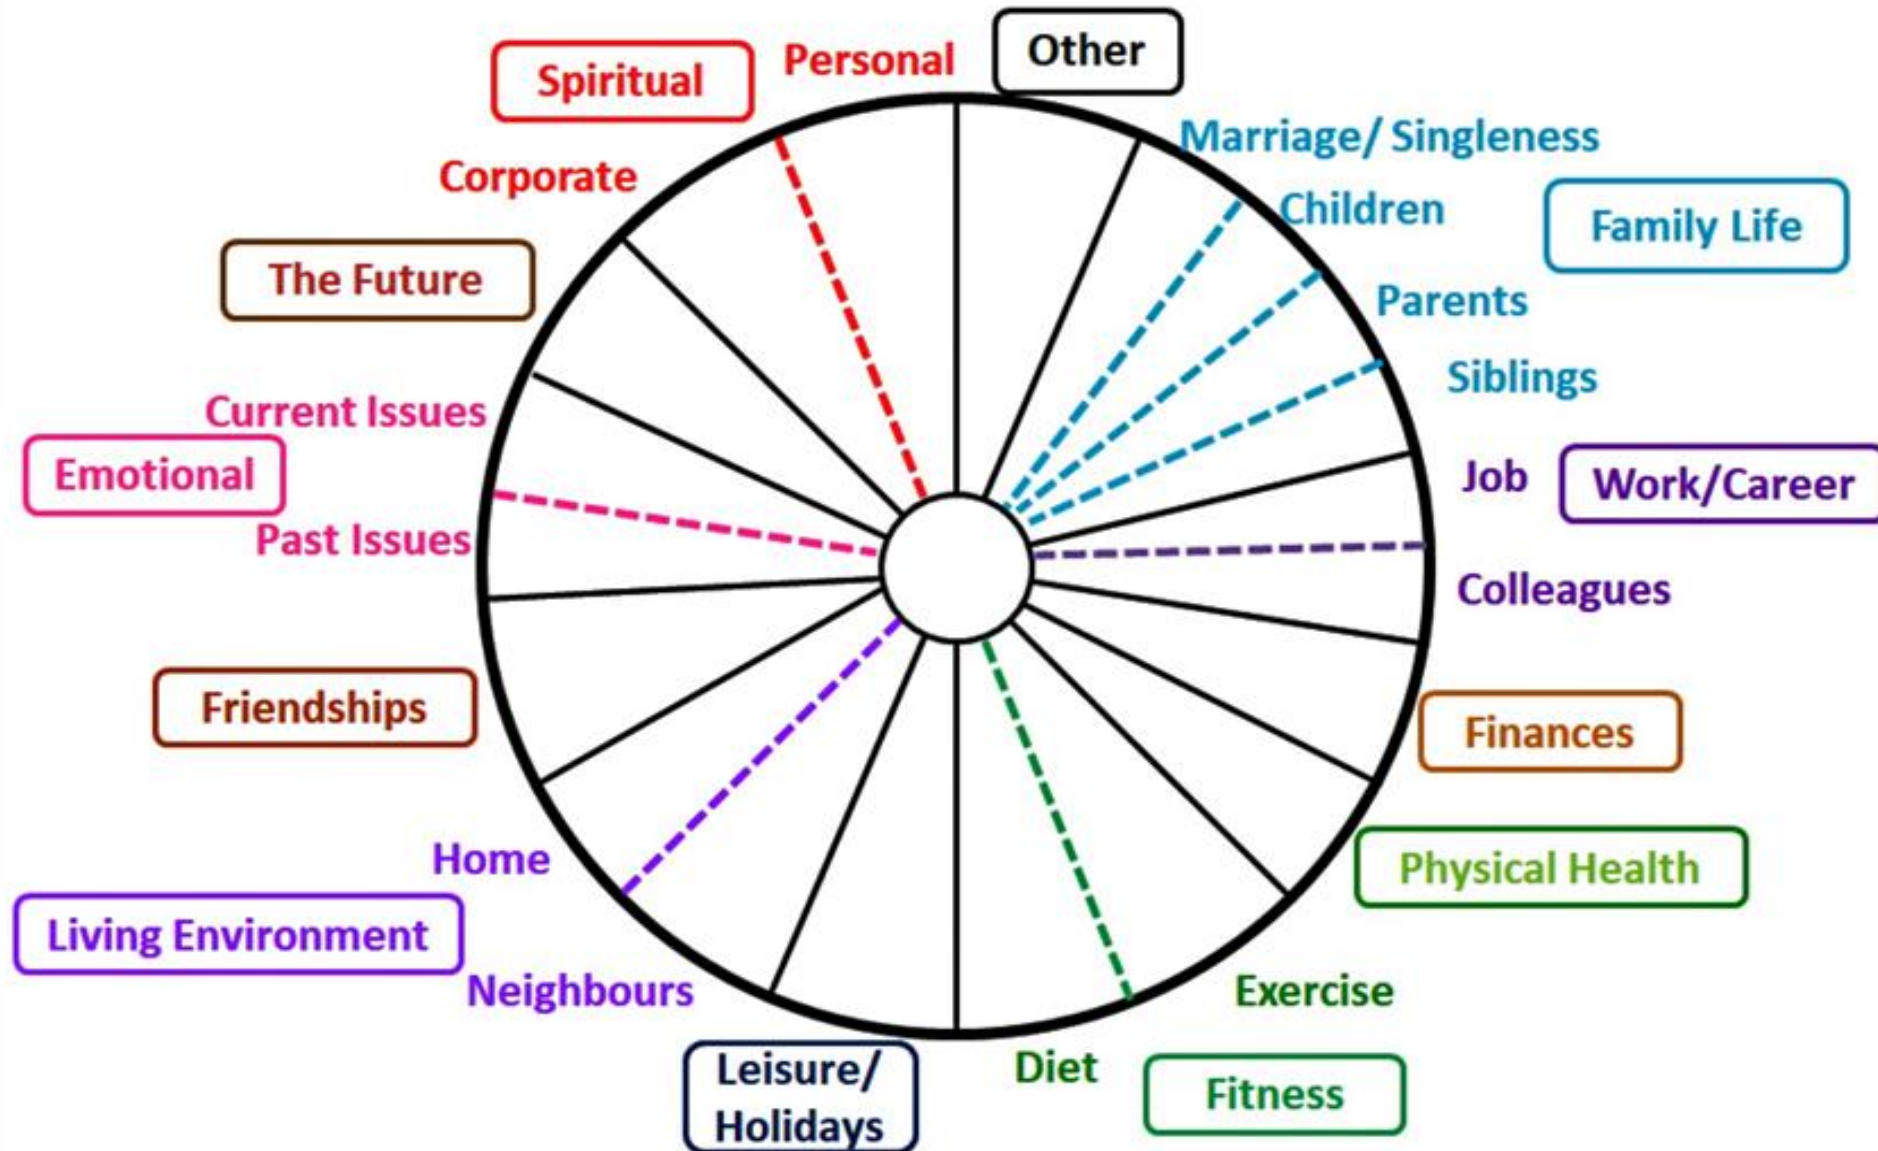 Other
Personal
Spiritual
Marriage/ Singleness
Corporate
Children
Family Life
The Future
Parents
Siblings
Current Issues
Emotional
Job
Work/Career
Past Issues
Colleagues
Friendships
Finances
Home
Physical Health
Living Environment
Neighbours
Exercise
Leisure/
Holidays
Diet
Fitness